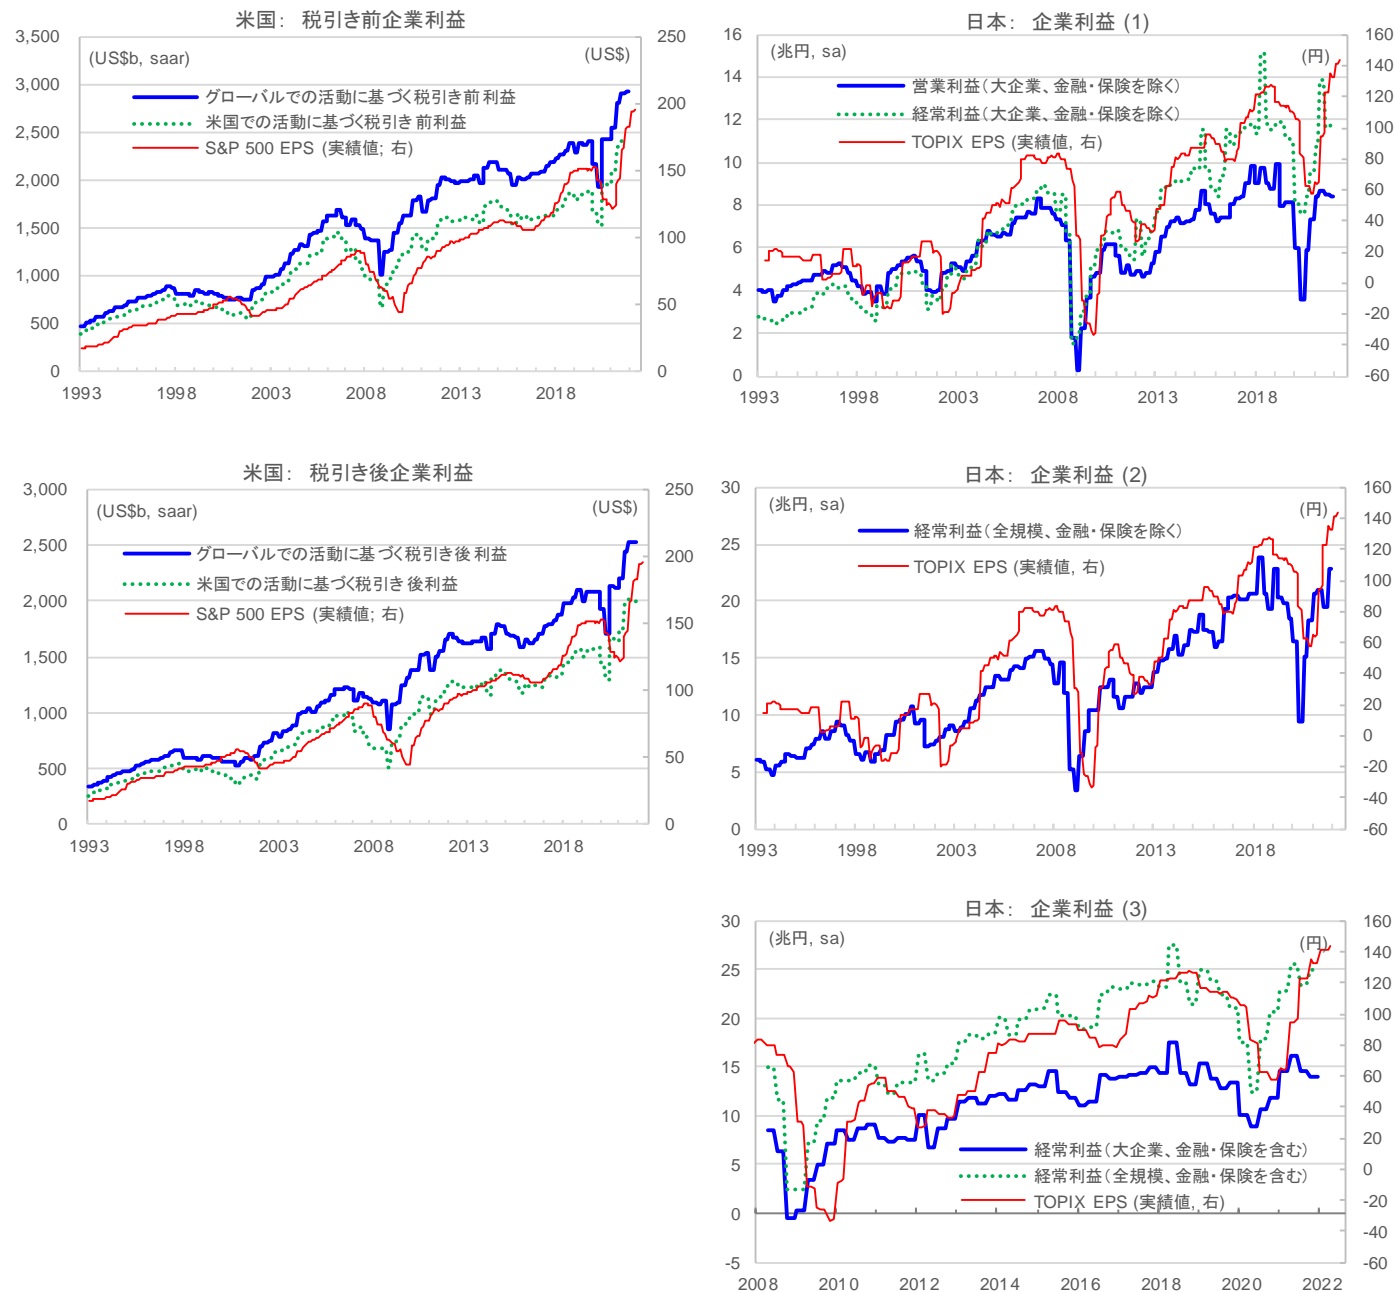 米国： 税引き前企業利益
(US$b, saar)
(US$)
グローバルでの活動に基づく税引き前利益
米国での活動に基づく税引き前利益
S&P 500 EPS (実績値; 右)
3,500
3,000
2,500
2,000
1,500
1,000
500
0
250
200
150
100
50
0
1993 1998 2003 2008 2013 2018
日本： 企業利益 (1)
(兆円, sa)
(円)
営業利益（大企業、金融・保険を除く）
経常利益（大企業、金融・保険を除く）
TOPIX EPS (実績値, 右)
16
14
12
10
8
6
4
2
0
160
140
120
100
80
60
40
20
0
-20
-40
-60
1993 1998 2003 2008 2013 2018
米国： 税引き後企業利益
(US$b, saar)
(US$)
グローバルでの活動に基づく税引き後利益
米国での活動に基づく税引き後利益
S&P 500 EPS (実績値; 右)
3,000
2,500
2,000
1,500
1,000
500
0
250
200
150
100
50
0
1993 1998 2003 2008 2013 2018
日本： 企業利益 (2)
(兆円, sa)
(円)
経常利益（全規模、金融・保険を除く）
TOPIX EPS (実績値, 右)
30
25
20
15
10
5
0
160
140
120
100
80
60
40
20
0
-20
-40
-60
1993 1998 2003 2008 2013 2018
日本： 企業利益 (3)
(兆円, sa)
(円)
経常利益（大企業、金融・保険を含む）
経常利益（全規模、金融・保険を含む）
TOPIX EPS (実績値, 右)
30
25
20
15
10
5
0
-5
160
140
120
100
80
60
40
20
0
-20
-40
-60
2008 2010 2012 2014 2016 2018 2020 2022